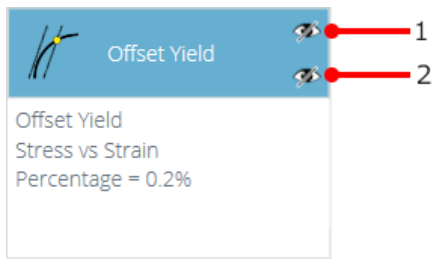 Offset Yield
1
2
Offset Yield
Stress vs Strain
Percentage = 0.2%